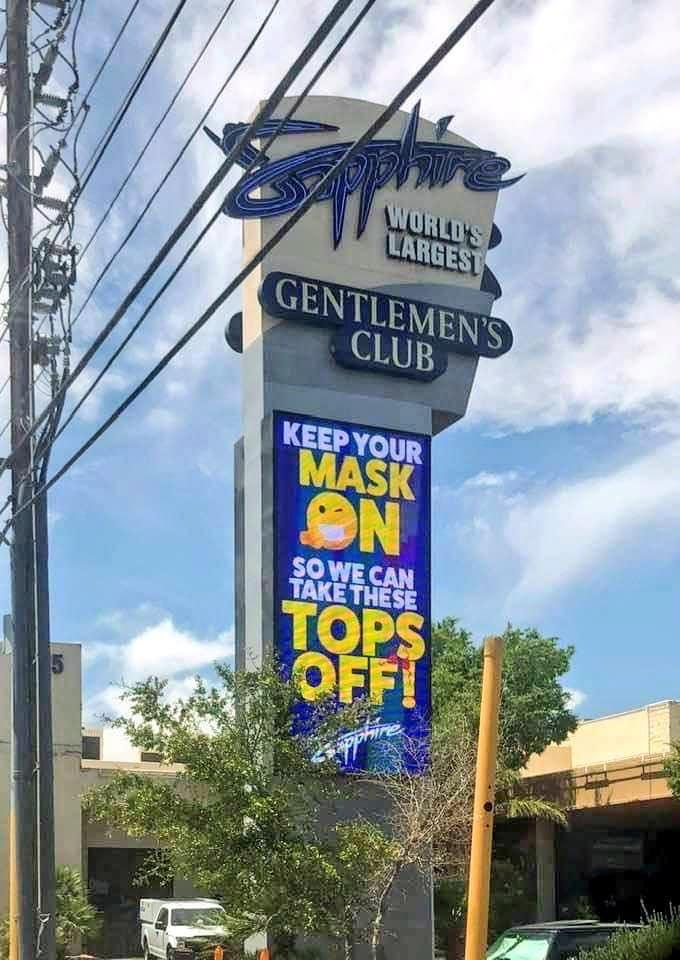 Sapphire
WORLD'S
LARGEST
GENTLEMEN'S
CLUB
KEEP YOUR
MASK
ON
SO WE CAN
TAKE THESE
TOPS
OFF!
Sapphire
5